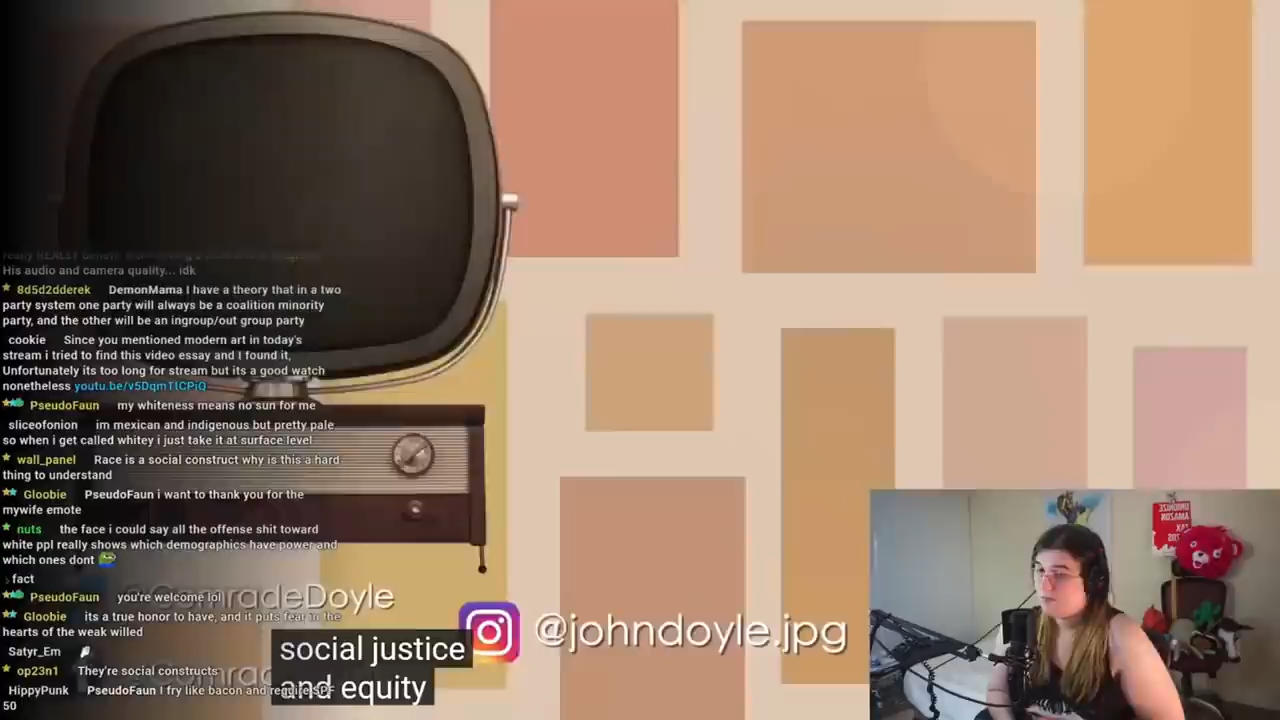 His audio and camera quality... idk
8d5d2dderek DemonMama I have a theory that in a two
party system one party will always be a coalition minority
party, and the other will be an ingroup/out group party
cookie Since you mentioned modern art in today's
stream i tried to find this video essay and I found it,
Unfortunately its too long for stream but its a good watch
nonetheless youtu.be/v5DqmTlCPiQ
PseudoFaun my whiteness means no sun for me
sliceofonion im mexican and indigenous but pretty pale
so when i get called whitey i just take it at surface level
wall_panel Race is a social construct why is this a hard
thing to understand
Gloobie PseudoFaun i want to thank you for the
mywife emote
nuts the face i could say all the offense shit toward
white ppl really shows which demographics have power and
which ones dont
fact
PseudoFaun you're welcome lol
Gloobie its a true honor to have, and it puts fear in the
hearts of the weak willed
Satyr_Em
op23n1 They're social constructs
HippyPunk PseudoFaun I fry like bacon and require SPF
50
@ComradeDoyle
@johndoyle.jpg
social justice
and equity
UNIONIZE
AMAZON
TAX